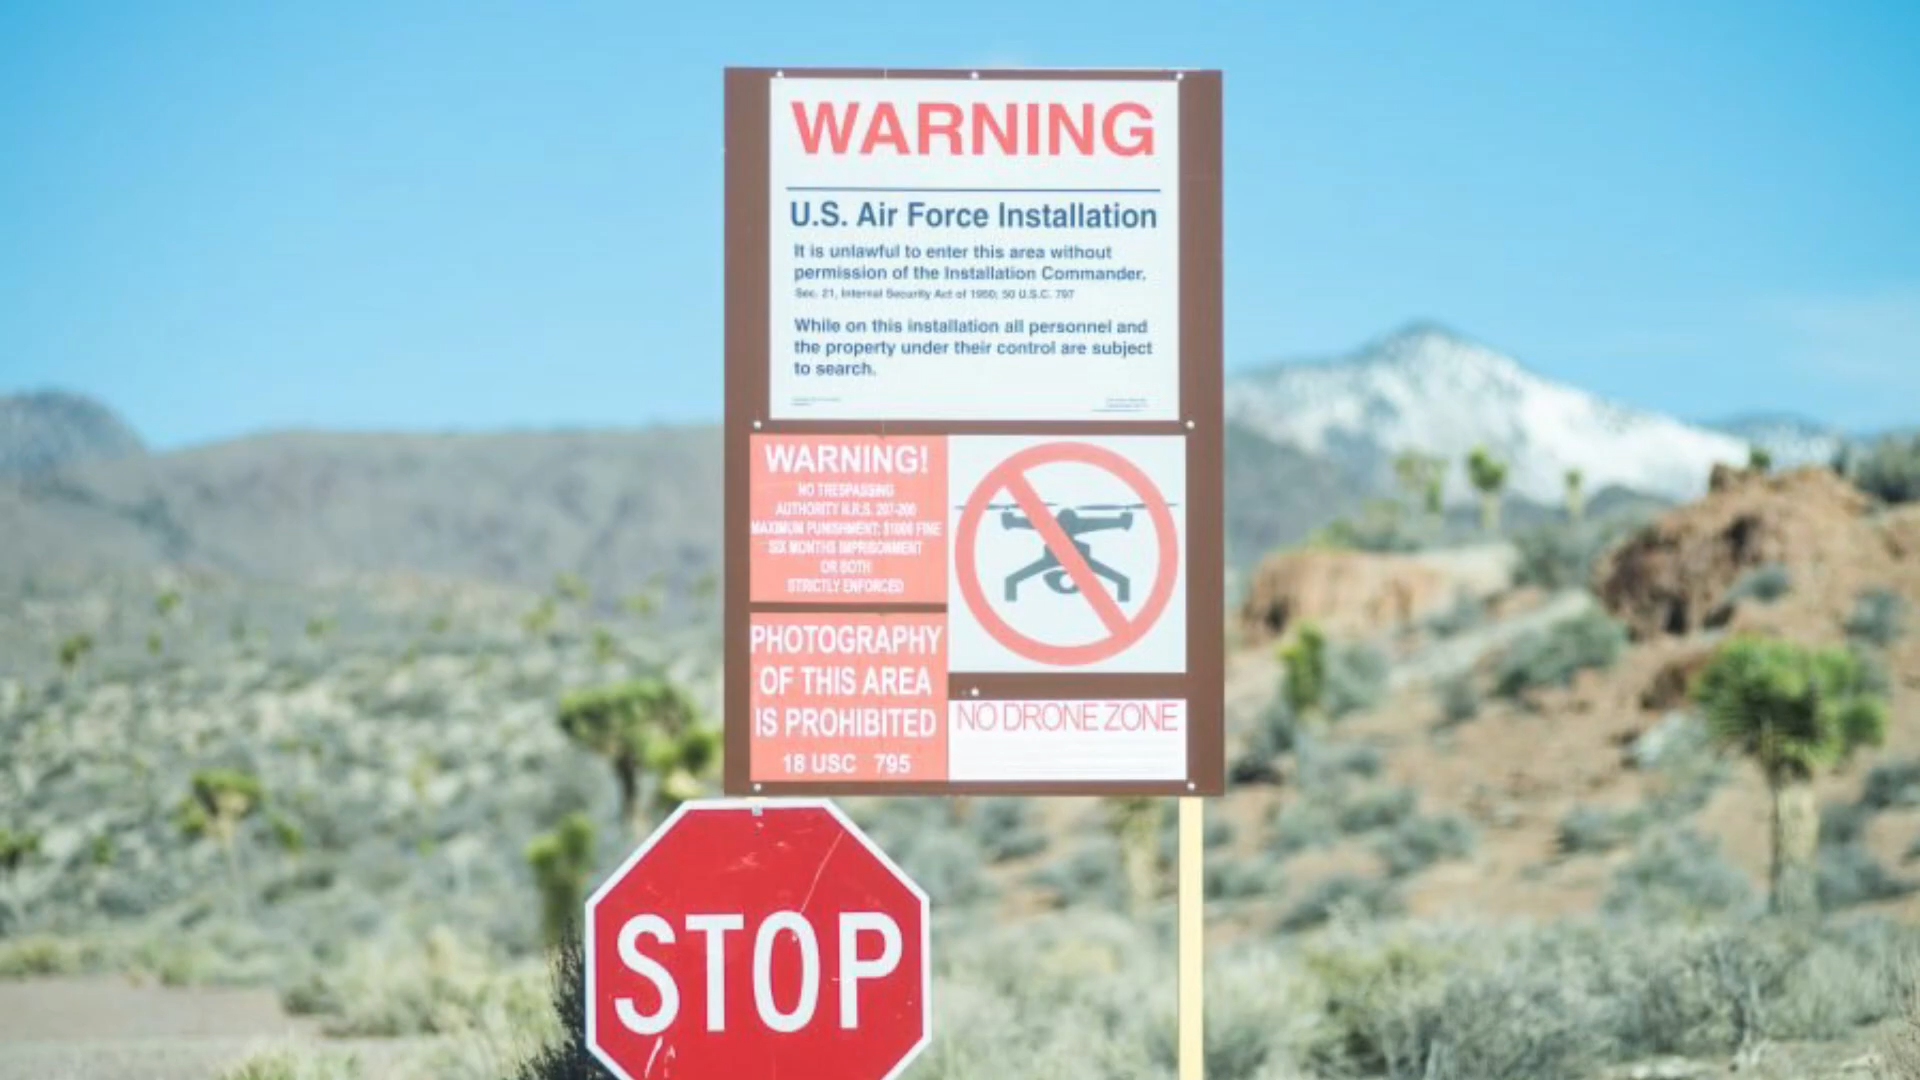 WARNING
U.S. Air Force Installation
It is unlawful to enter this area without
permission of the Installation Commander.
Sec. 21, Internal Security Act of 1950; 50 U.S.C. 797
While on this installation all personnel and
the property under their control are subject
to search.
WARNING!
NO TRESPASSING
AUTHORITY N.R.S. 207-200
MAXIMUM PUNISHMENT: $1000 FINE
SIX MONTHS IMPRISONMENT
OR BOTH
STRICTLY ENFORCED
PHOTOGRAPHY
OF THIS AREA
IS PROHIBITED
18 USC 795
NO DRONE ZONE
STOP